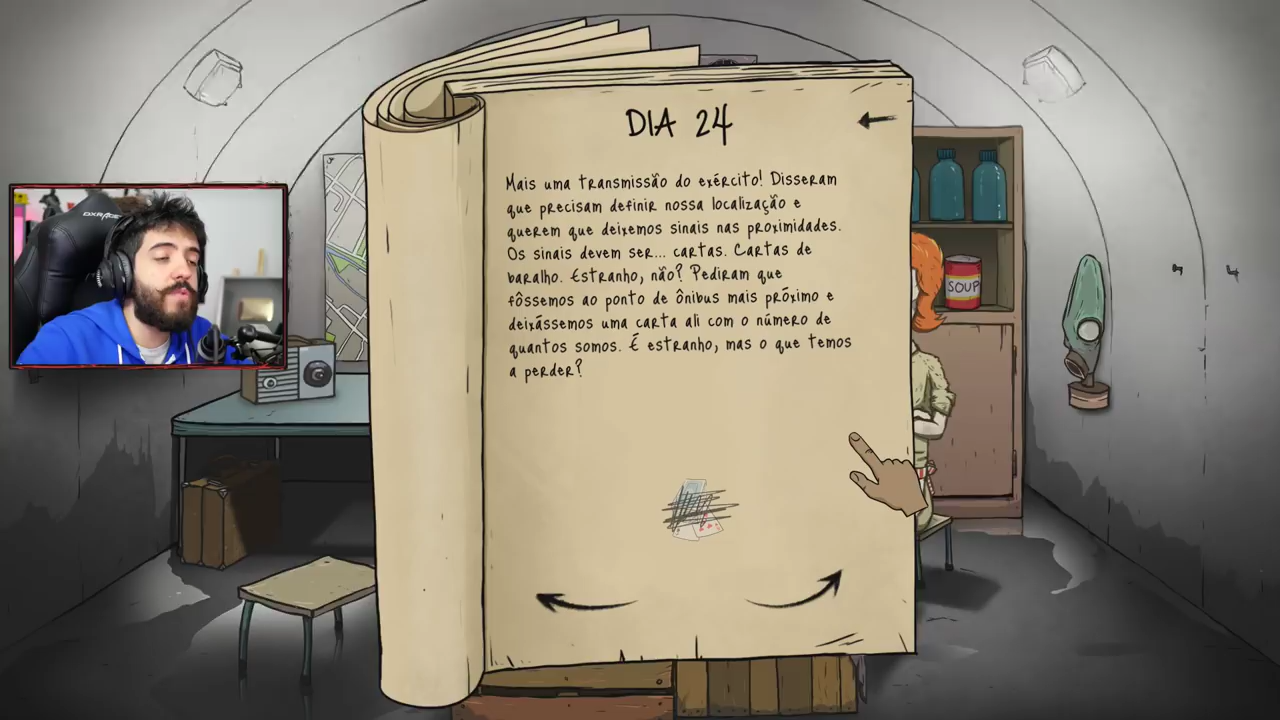 DIA 24
Mais uma transmissão do exército! Disseram
que precisam definir nossa localização e
querem que deixemos sinais nas proximidades.
Os sinais devem ser... cartas. Cartas de
baralho. Estranho, não? Pediram que
fôssemos ao ponto de ônibus mais próximo e
deixássemos uma carta ali com o número de
quantos somos. É estranho, mas o que temos
a perder?
SOUP